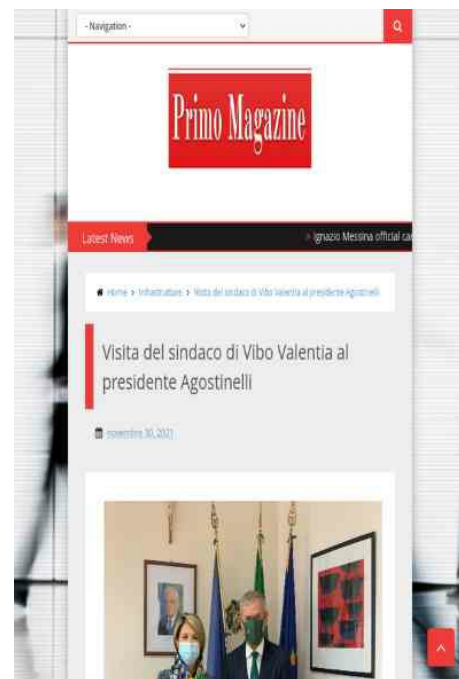 - Navigation -
Primo Magazine
Latest News
Ignazio Messina official car
Home > Infrastrutture > Visita del sindaco di Vibo Valentia al presidente Agostinelli
Visita del sindaco di Vibo Valentia al
presidente Agostinelli
novembre 30, 2021